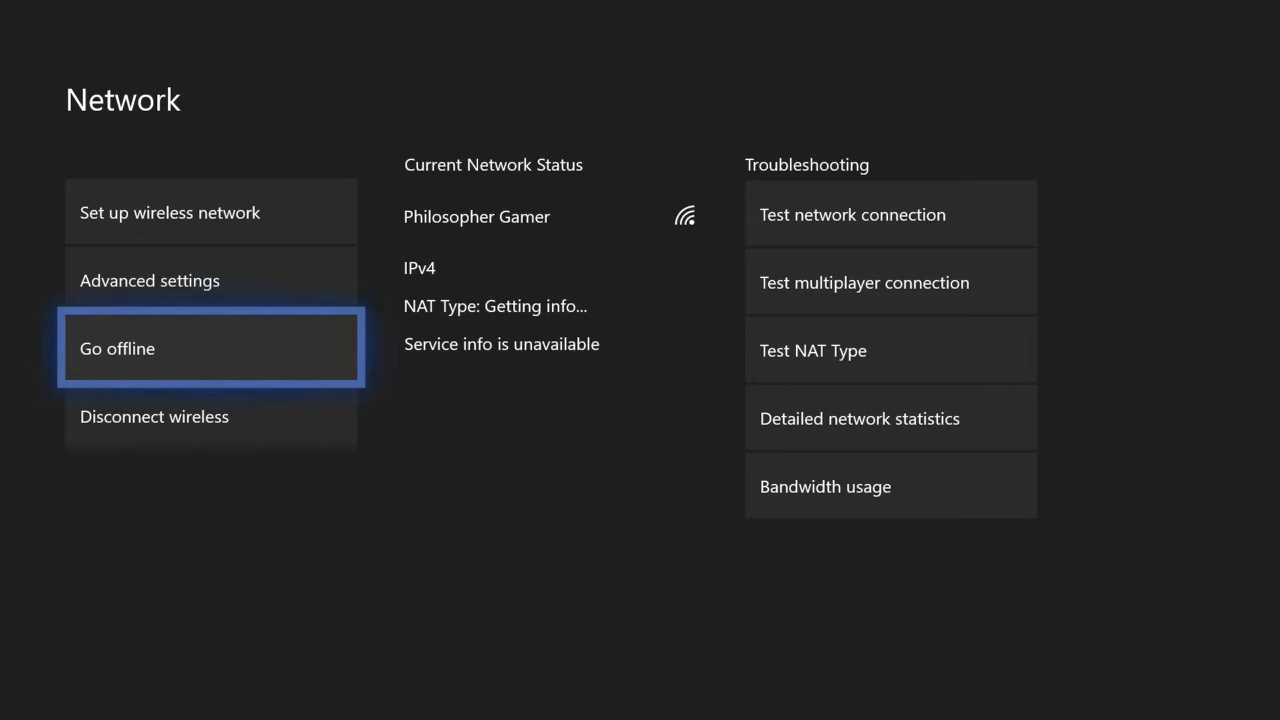 Network
Set up wireless network
Advanced settings
Go offline
Disconnect wireless
Current Network Status
Philosopher Gamer
IPv4
NAT Type: Getting info...
Service info is unavailable
Troubleshooting
Test network connection
Test multiplayer connection
Test NAT Type
Detailed network statistics
Bandwidth usage